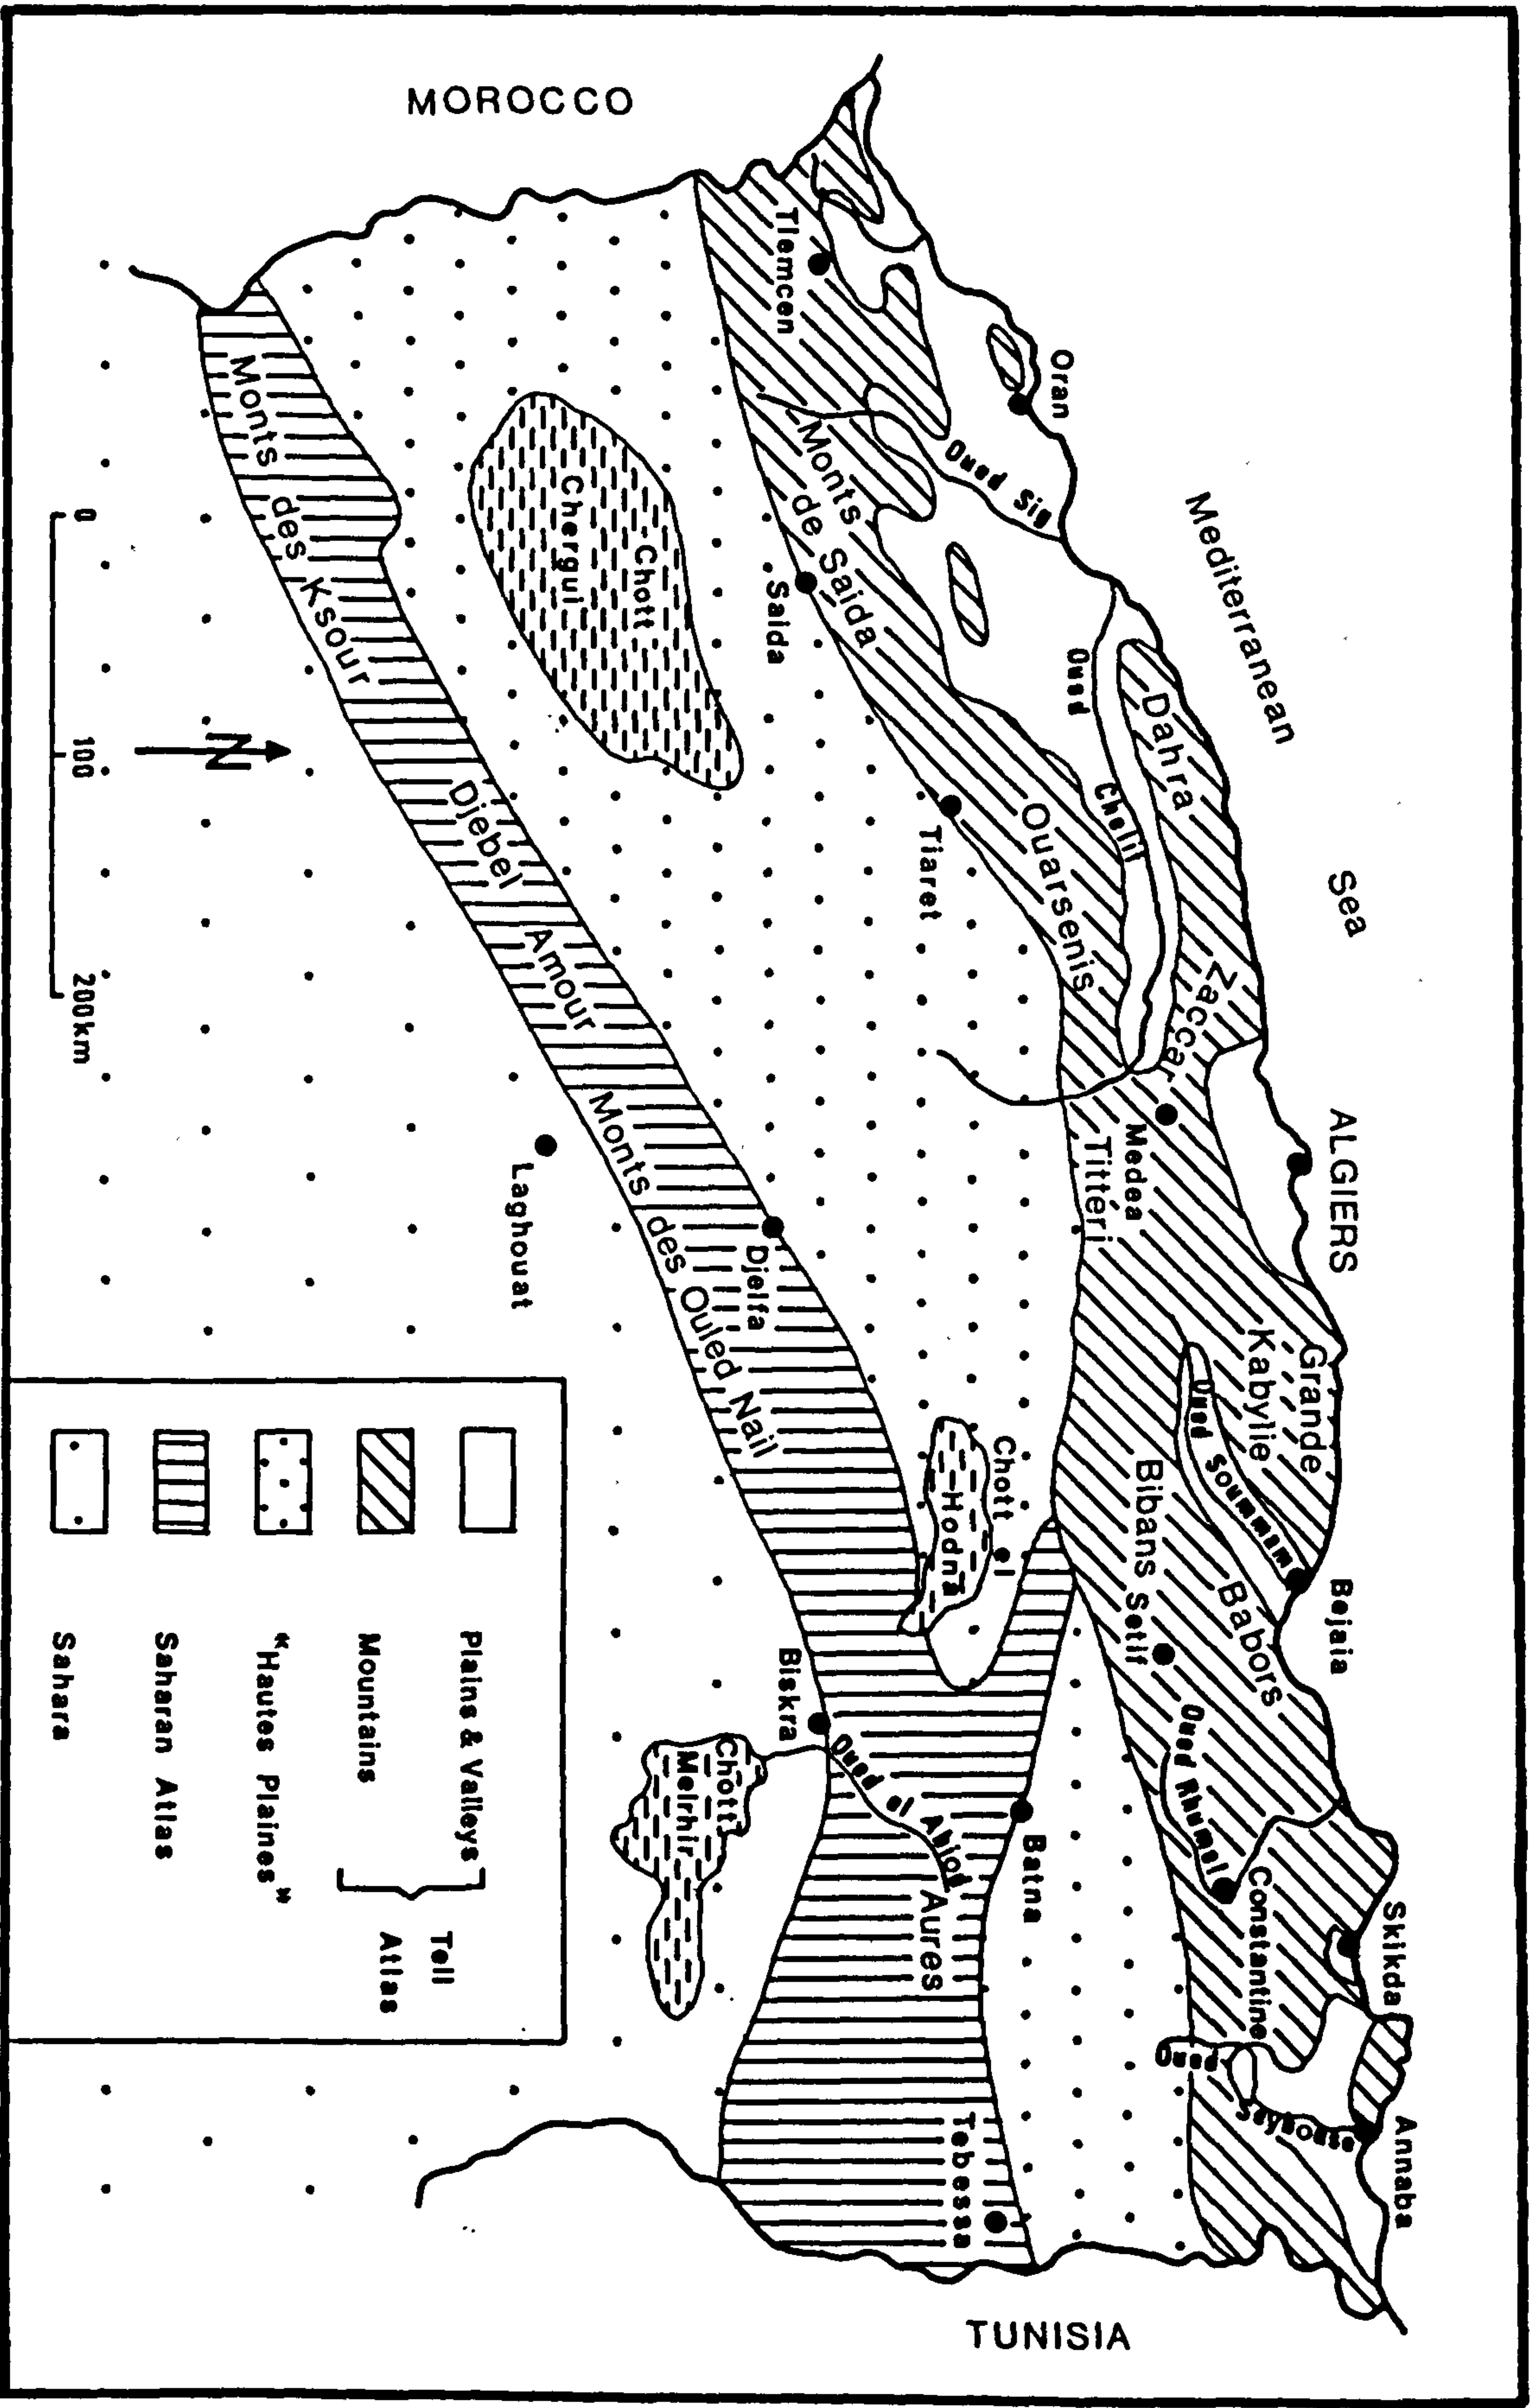 Mediterranean
Sea
ALGIERS
Skikda
Annaba
Bejaia
Grande
Kabylie
Oued Soummam
Babors
Constantine
Oued Rhumel
Oued
Seybouse
Oran
Dahra
Zaccar
Oued
Chelif
Medea
Titteri
Bibans
Setif
Ouarsenis
Oued Sig
Tlemcen
Monts
de Saida
Saida
Tiaret
Chott el
Hodna
Batna
Aures
Oued el Abiod
Tebessa
TUNISIA
MOROCCO
Chott
Chergui
Djelfa
Biskra
Chott
Melrhir
Monts des Ksour
Djebel Amour
Monts des Ouled Nail
Laghouat
N
0 100 200km
Plains & Valleys
Mountains
Tell
Atlas
"Hautes Plaines"
Saharan Atlas
Sahara